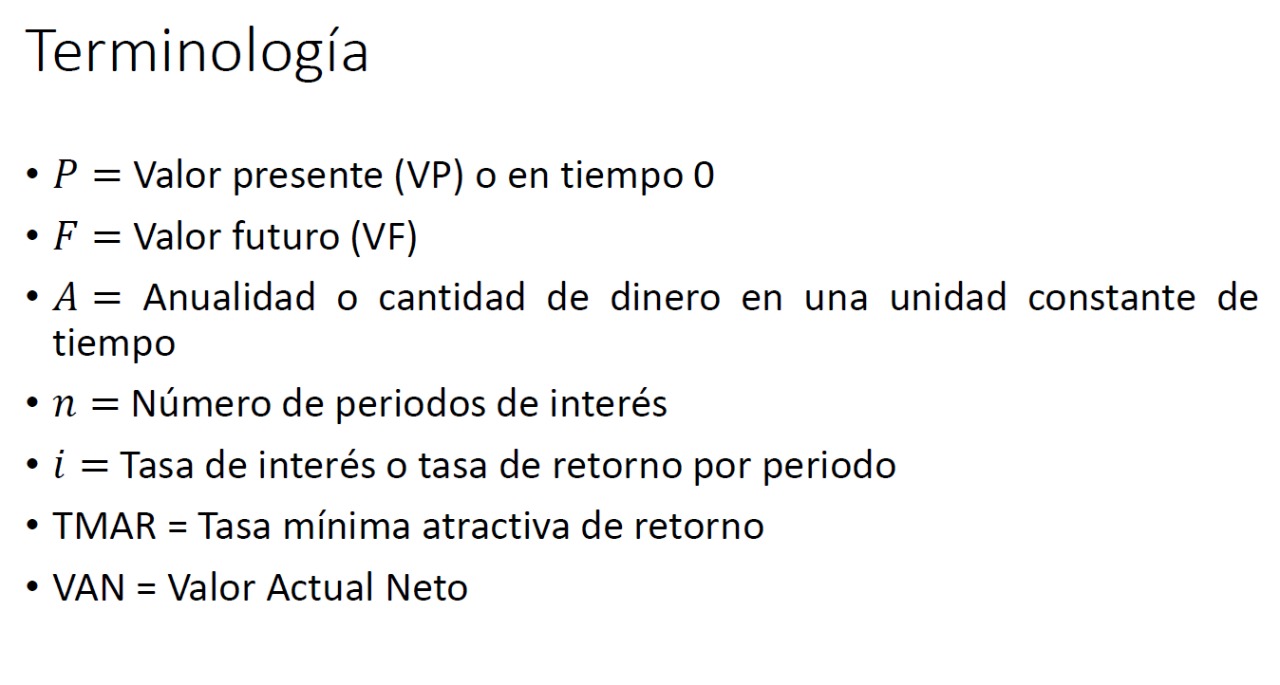 Terminología
• P = Valor presente (VP) o en tiempo 0
• F = Valor futuro (VF)
• A = Anualidad o cantidad de dinero en una unidad constante de
tiempo
• n = Número de periodos de interés
• i = Tasa de interés o tasa de retorno por periodo
• TMAR = Tasa mínima atractiva de retorno
• VAN = Valor Actual Neto